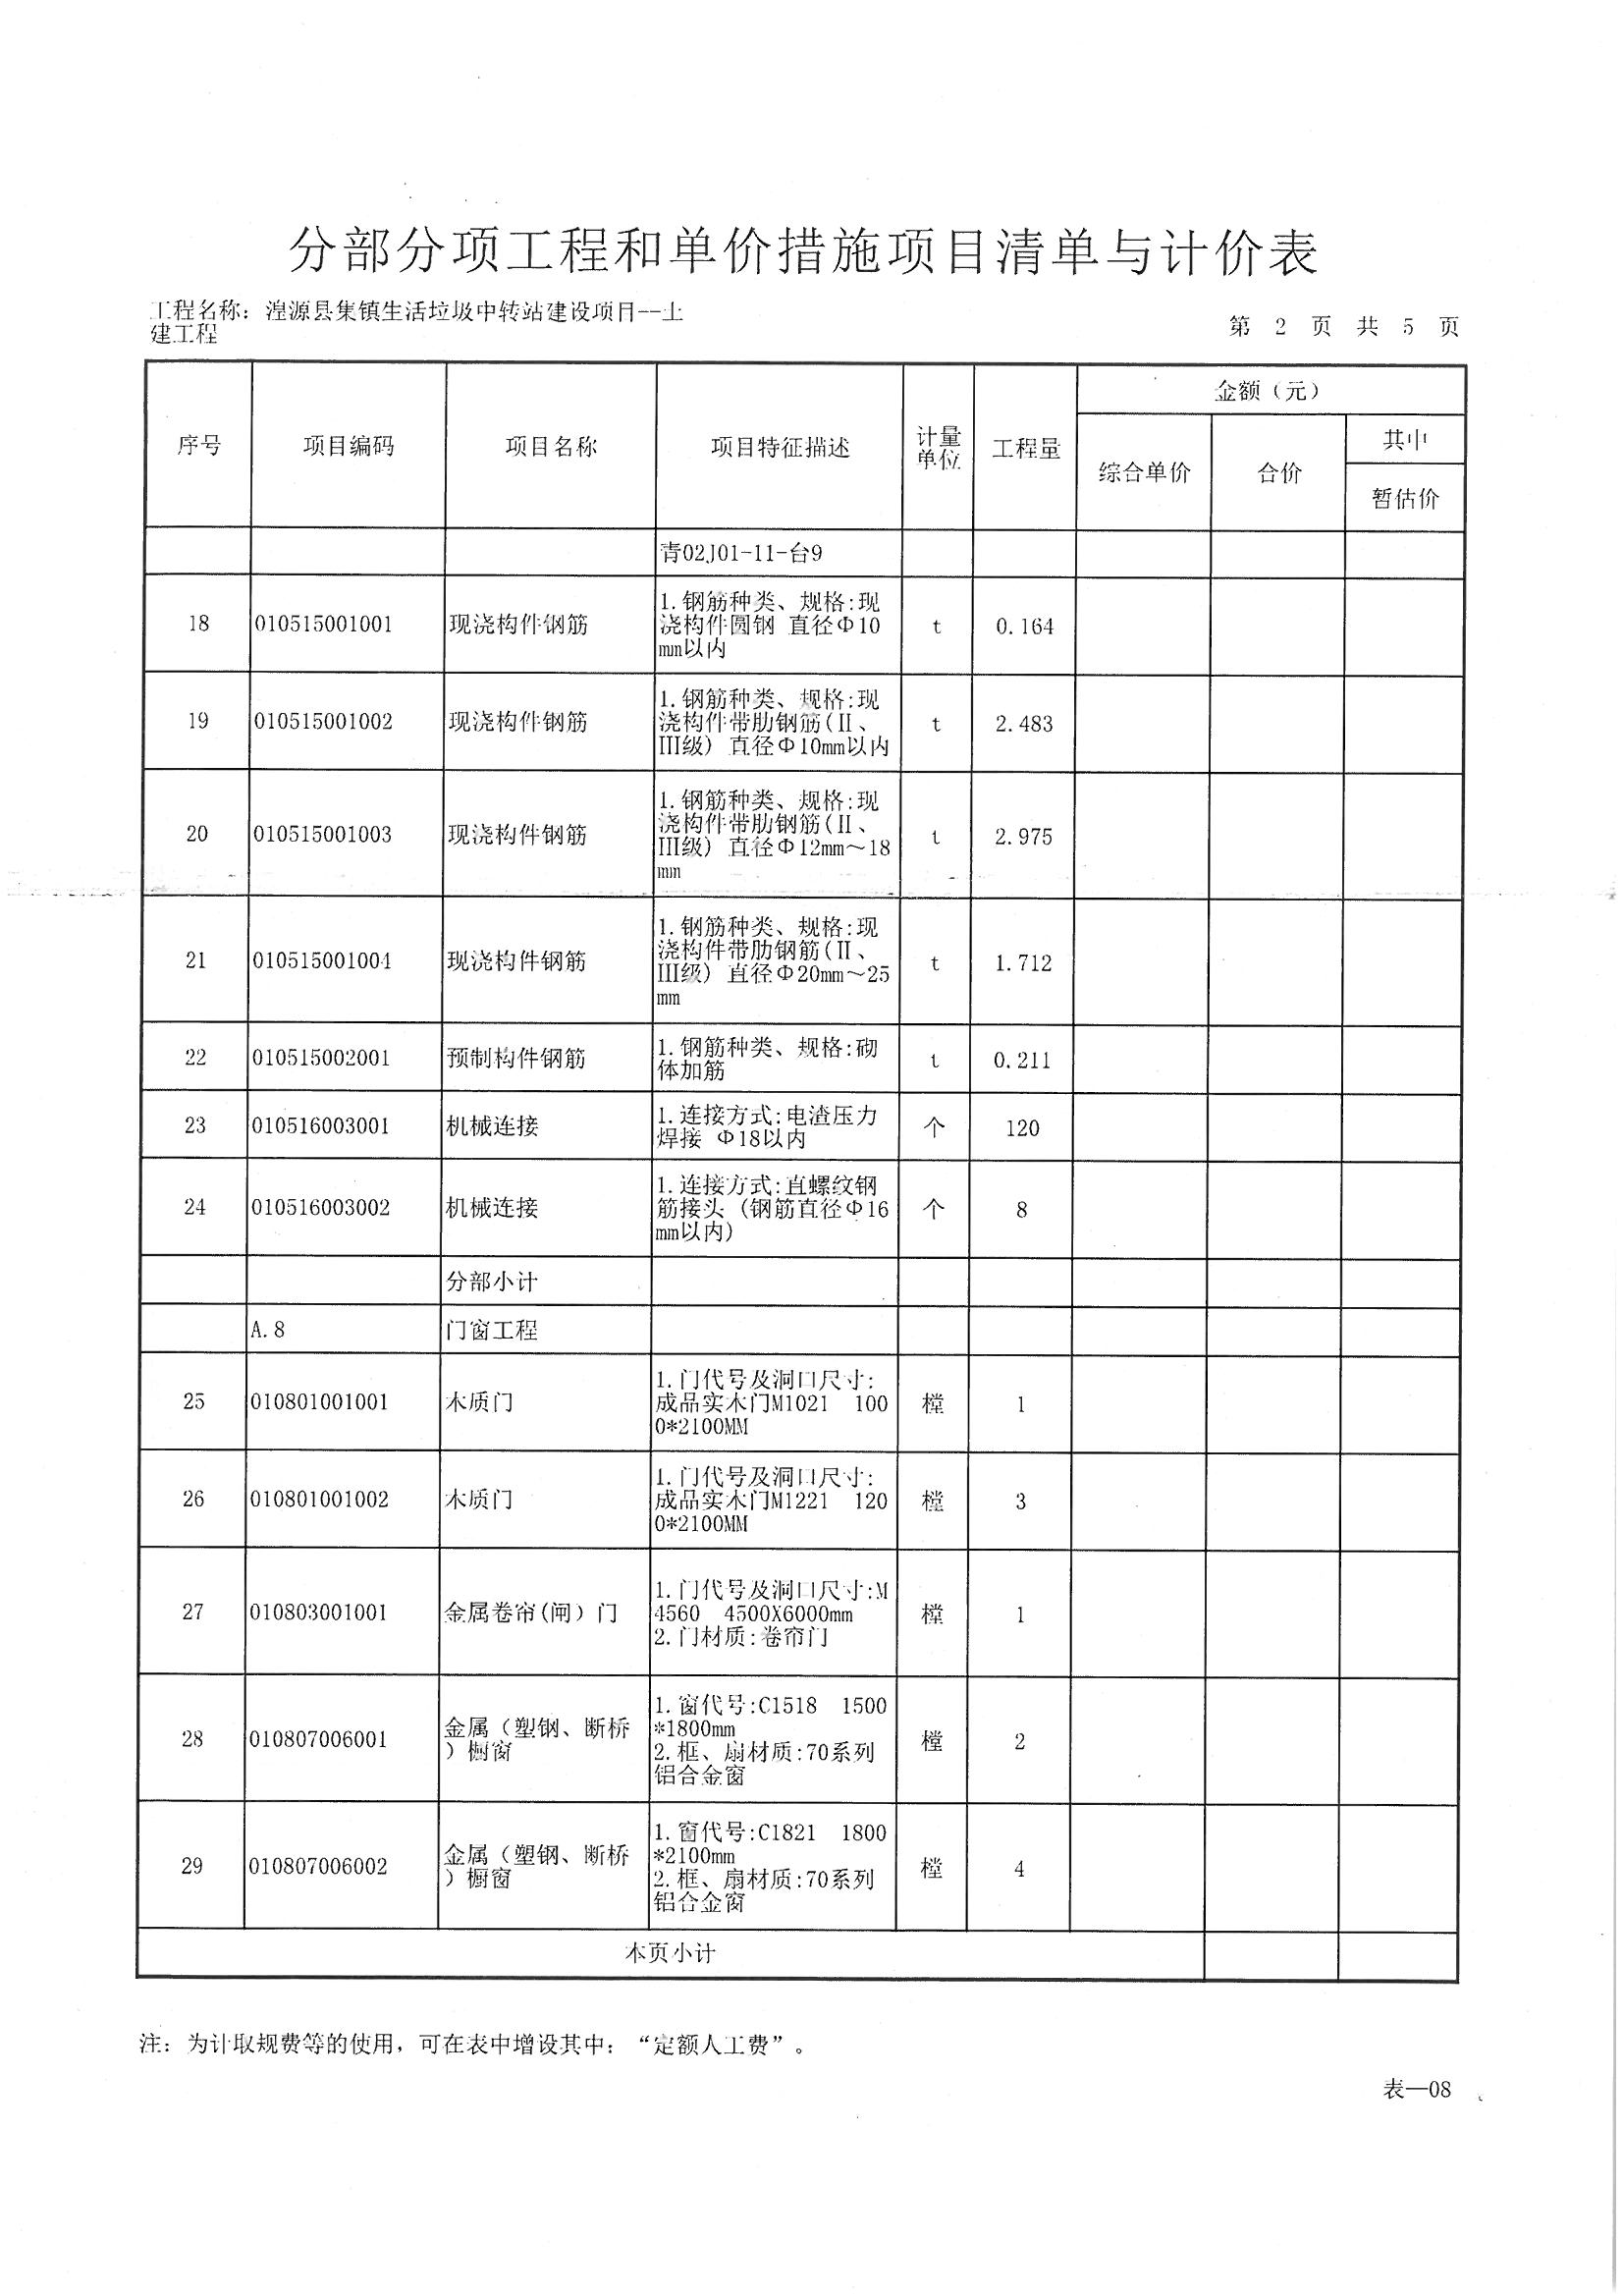 分部分项工程和单价措施项目清单与计价表
工程名称：湟源县集镇生活垃圾中转站建设项目--土
建工程
第 2 页 共 5 页
序号 项目编码 项目名称 项目特征描述 计量 工程量 金额（元）
单位 综合单价 合价 其中
暂估价
青02J01-11-台9
18 010515001001 现浇构件钢筋 1.钢筋种类、规格:现 t 0.164
浇构件圆钢 直径Φ10
mm以内
19 010515001002 现浇构件钢筋 1.钢筋种类、规格:现 t 2.483
浇构件带肋钢筋(Ⅱ、
Ⅲ级) 直径Φ10mm以内
20 010515001003 现浇构件钢筋 1.钢筋种类、规格:现 t 2.975
浇构件带肋钢筋(Ⅱ、
Ⅲ级) 直径Φ12mm～18
mm
21 010515001004 现浇构件钢筋 1.钢筋种类、规格:现 t 1.712
浇构件带肋钢筋(Ⅱ、
Ⅲ级) 直径Φ20mm～25
mm
22 010515002001 预制构件钢筋 1.钢筋种类、规格:砌 t 0.211
体加筋
23 010516003001 机械连接 1.连接方式:电渣压力 个 120
焊接 Φ18以内
24 010516003002 机械连接 1.连接方式:直螺纹钢 个 8
筋接头 (钢筋直径Φ16
mm以内)
分部小计
A.8 门窗工程
25 010801001001 木质门 1.门代号及洞口尺寸: 樘 1
成品实木门M1021 100
0*2100MM
26 010801001002 木质门 1.门代号及洞口尺寸: 樘 3
成品实木门M1221 120
0*2100MM
27 010803001001 金属卷帘(闸）门 1.门代号及洞口尺寸:M 樘 1
4560 4500X6000mm
2.门材质:卷帘门
28 010807006001 金属（塑钢、断桥 1.窗代号:C1518 1500 樘 2
）橱窗 *1800mm
2.框、扇材质:70系列
铝合金窗
29 010807006002 金属（塑钢、断桥 1.窗代号:C1821 1800 樘 4
）橱窗 *2100mm
2.框、扇材质:70系列
铝合金窗
本页小计
注：为计取规费等的使用，可在表中增设其中：“定额人工费”。
表—08